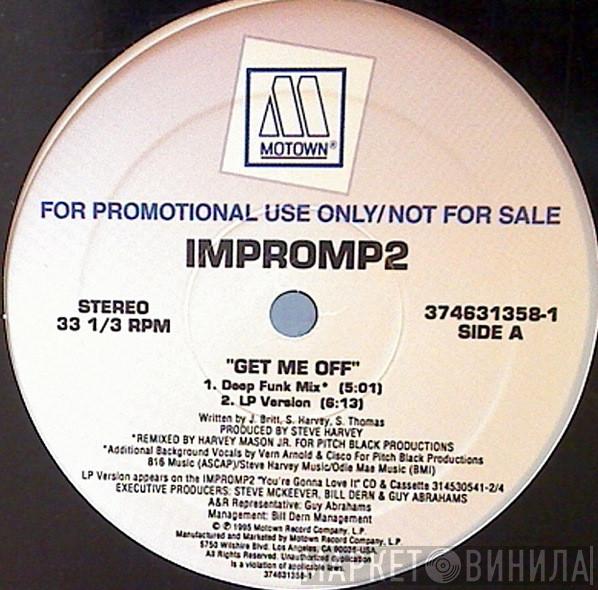 MOTOWN®
FOR PROMOTIONAL USE ONLY/NOT FOR SALE
IMPROMP2
STEREO
33 1/3 RPM
374631358-1
SIDE A
"GET ME OFF"
1. Deep Funk Mix* (5:01)
2. LP Version (6:13)
Written by J. Britt, S. Harvey, S. Thomas
PRODUCED BY STEVE HARVEY
*REMIXED BY HARVEY MASON JR. FOR PITCH BLACK PRODUCTIONS
*Additional Background Vocals by Vern Arnold & Cisco For Pitch Black Productions
816 Music (ASCAP)/Steve Harvey Music/Odie Mae Music (BMI)
LP Version appears on the IMPROMP2 "You're Gonna Love It" CD & Cassette 314530541-2/4
EXECUTIVE PRODUCERS: STEVE MCKEEVER, BILL DERN & GUY ABRAHAMS
A&R Representative: Guy Abrahams
Management: Bill Dern Management
© ℗ 1995 Motown Record Company, L.P.
Manufactured and Marketed by Motown Record Company, L.P.
5750 Wilshire Blvd. Los Angeles, CA 90036-USA
All Rights Reserved. Unauthorized duplication
is a violation of applicable laws.
374631358-1
МАРКЕТ ВИНИЛА